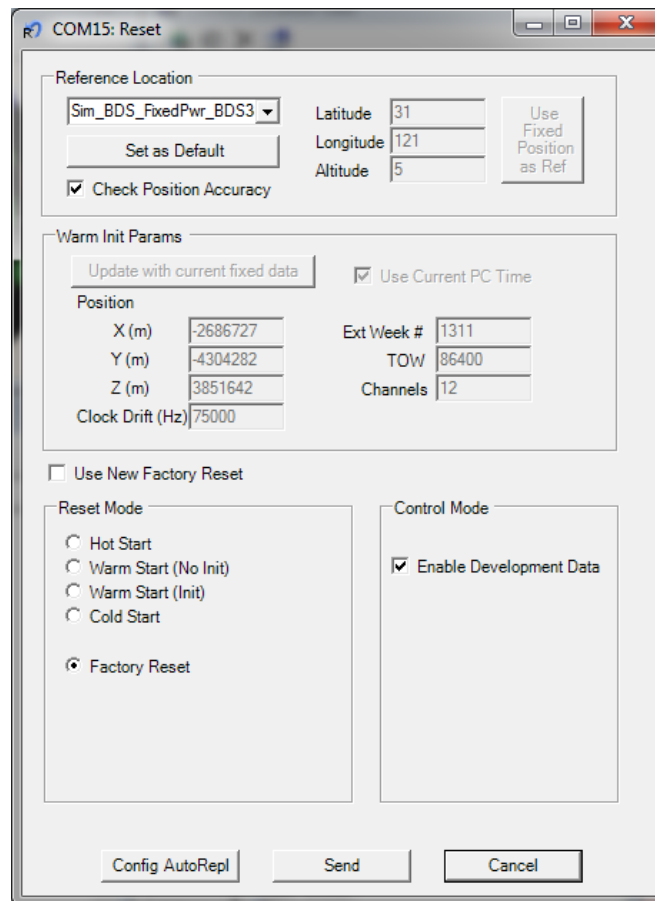 COM15: Reset
Reference Location
Sim_BDS_FixedPwr_BDS3
Set as Default
Check Position Accuracy
Latitude 31
Longitude 121
Altitude 5
Use
Fixed
Position
as Ref
Warm Init Params
Update with current fixed data
Use Current PC Time
Position
X (m) -2686727
Y (m) -4304282
Z (m) 3851642
Clock Drift (Hz) 75000
Ext Week # 1311
TOW 86400
Channels 12
Use New Factory Reset
Reset Mode
Hot Start
Warm Start (No Init)
Warm Start (Init)
Cold Start
Factory Reset
Control Mode
Enable Development Data
Config AutoRepl
Send
Cancel